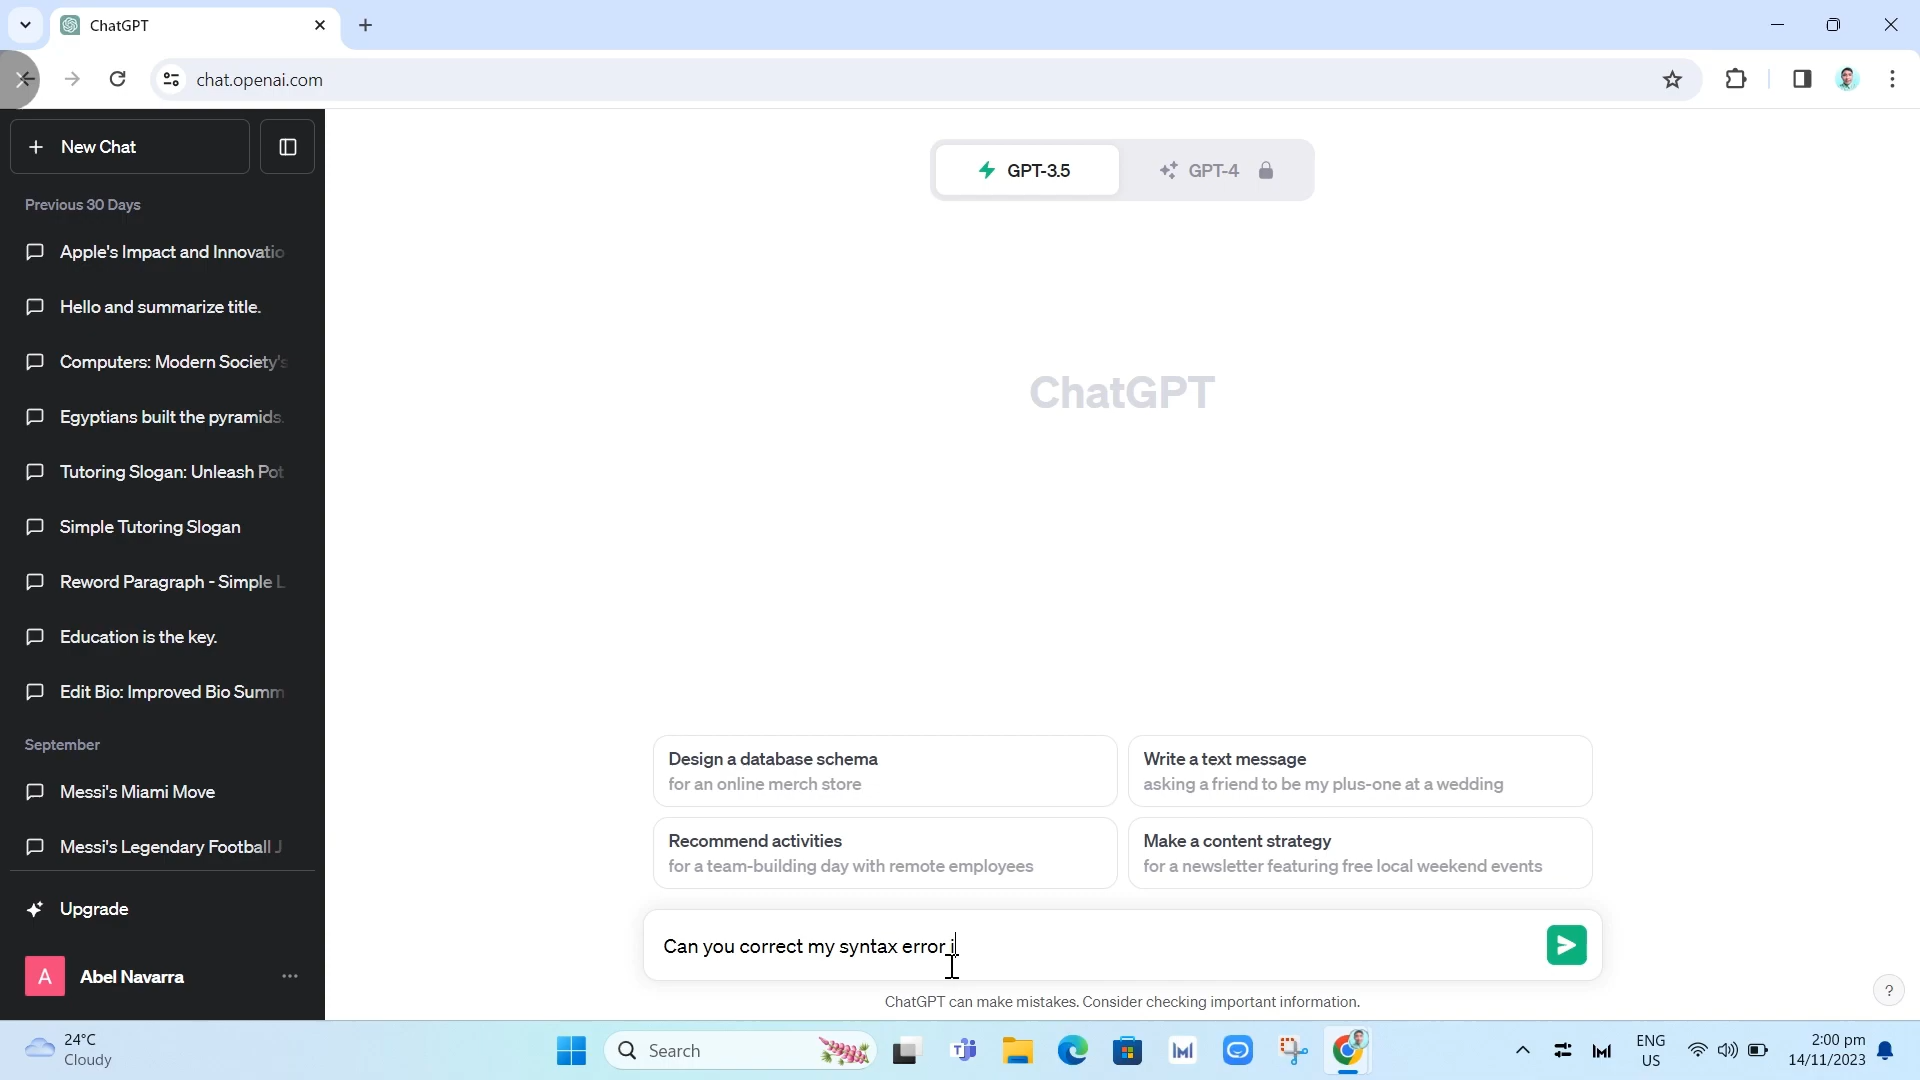 ChatGPT
chat.openai.com
New Chat
Previous 30 Days
Apple's Impact and Innovatio
Hello and summarize title.
Computers: Modern Society's
Egyptians built the pyramids.
Tutoring Slogan: Unleash Pot
Simple Tutoring Slogan
Reword Paragraph - Simple L
Education is the key.
Edit Bio: Improved Bio Summ
September
Messi's Miami Move
Messi's Legendary Football J
Upgrade
A
Abel Navarra
GPT-3.5
GPT-4
ChatGPT
Design a database schema
for an online merch store
Write a text message
asking a friend to be my plus-one at a wedding
Recommend activities
for a team-building day with remote employees
Make a content strategy
for a newsletter featuring free local weekend events
Can you correct my syntax error i
ChatGPT can make mistakes. Consider checking important information.
?
24°C
Cloudy
Search
ENG
US
2:00 pm
14/11/2023